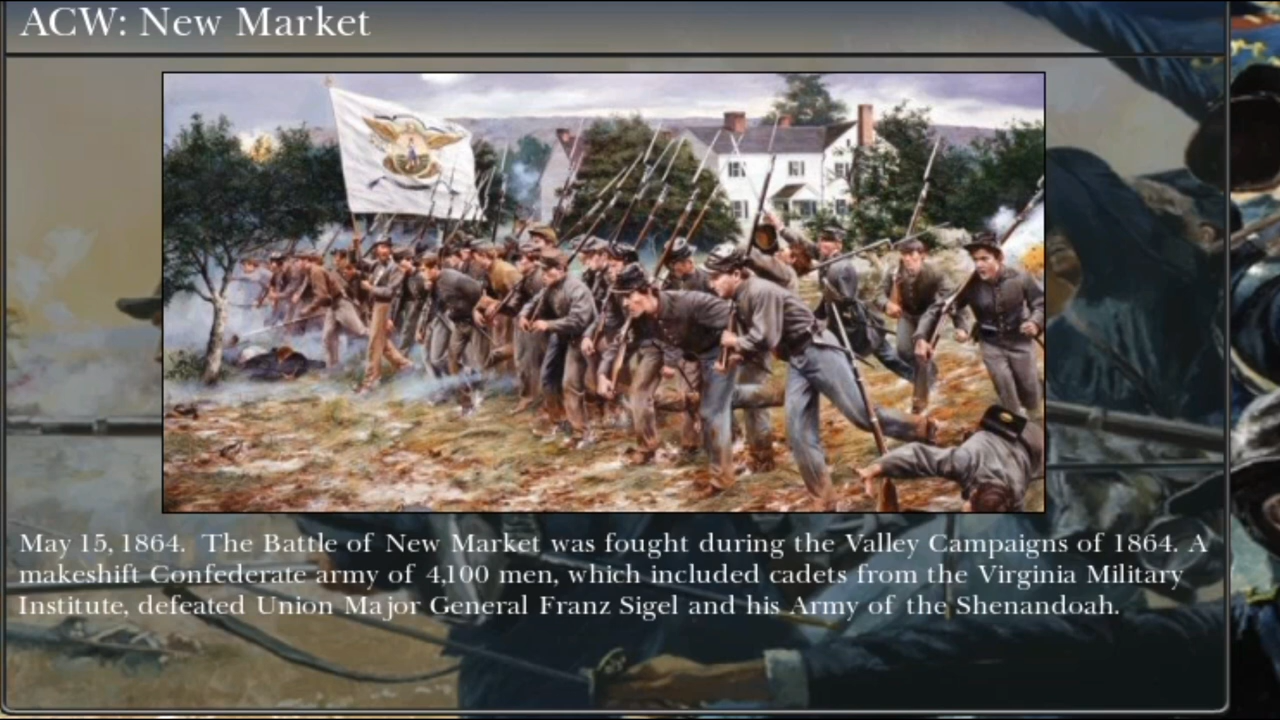 ACW: New Market
May 15, 1864.  The Battle of New Market was fought during the Valley Campaigns of 1864. A
makeshift Confederate army of 4,100 men, which included cadets from the Virginia Military
Institute, defeated Union Major General Franz Sigel and his Army of the Shenandoah.